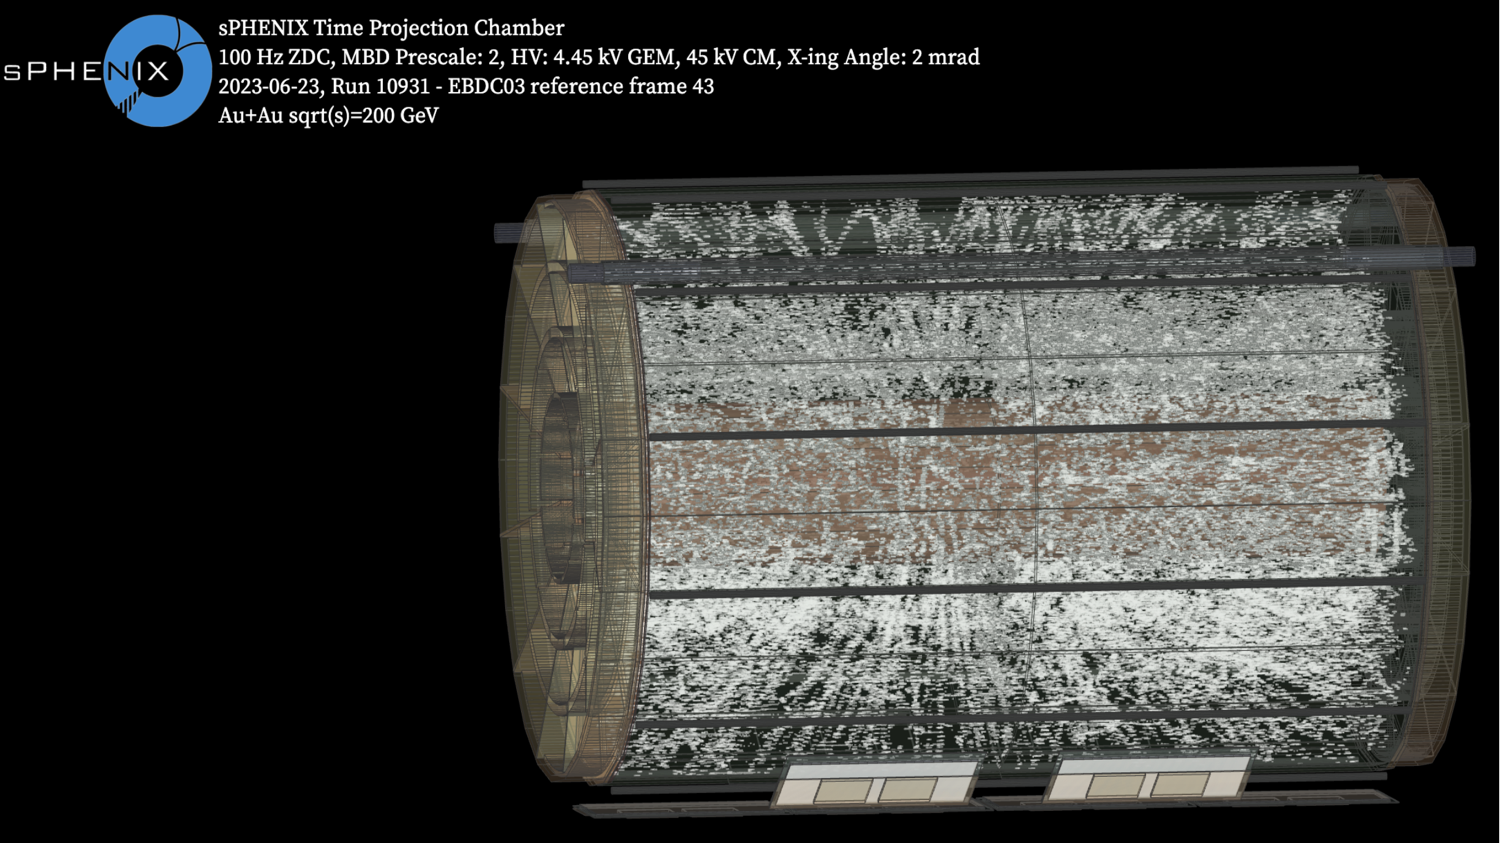 sPHENIX
sPHENIX Time Projection Chamber
100 Hz ZDC, MBD Prescale: 2, HV: 4.45 kV GEM, 45 kV CM, X-ing Angle: 2 mrad
2023-06-23, Run 10931 - EBDC03 reference frame 43
Au+Au sqrt(s)=200 GeV